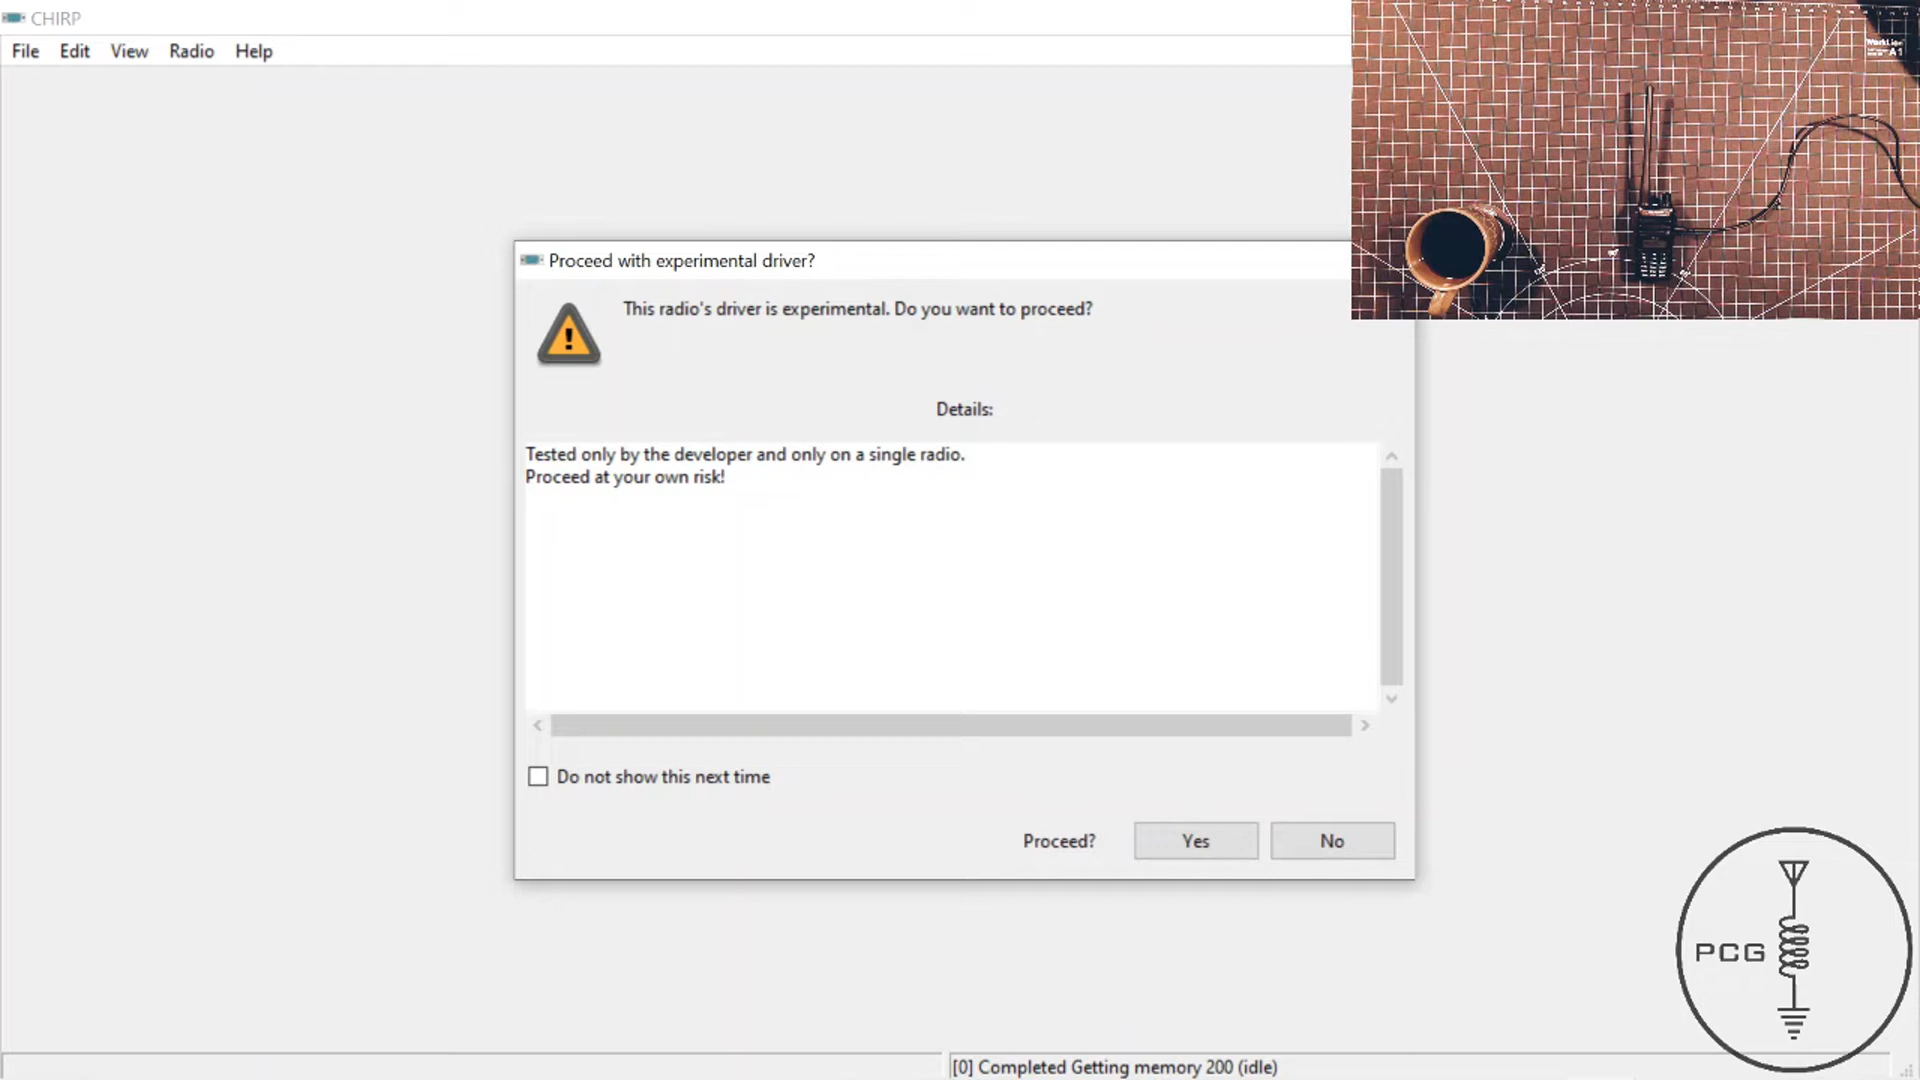 CHIRP
File Edit View Radio Help
Proceed with experimental driver?
This radio's driver is experimental. Do you want to proceed?
Details:
Tested only by the developer and only on a single radio.
Proceed at your own risk!
Do not show this next time
Proceed? Yes No
PCG
[0] Completed Getting memory 200 (idle)